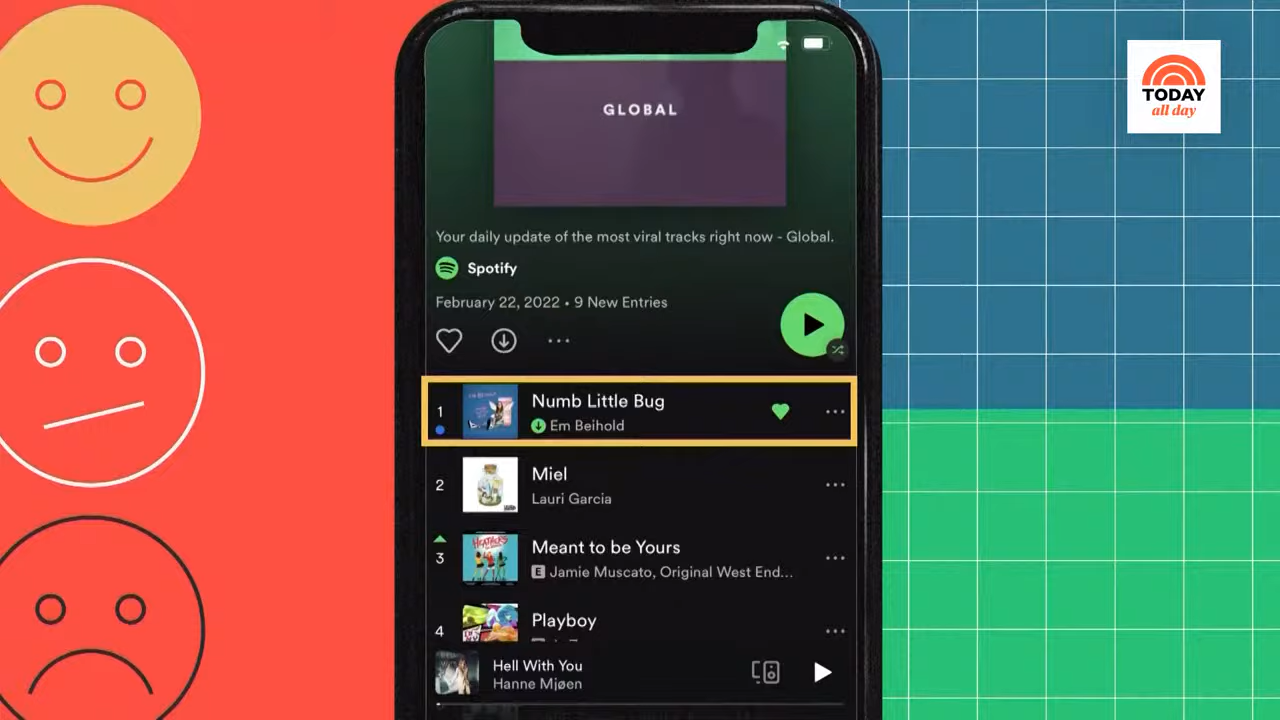 GLOBAL
TODAY
all day
Your daily update of the most viral tracks right now - Global.
Spotify
February 22, 2022 • 9 New Entries
1
Numb Little Bug
Em Beihold
2
Miel
Lauri Garcia
3
Meant to be Yours
E Jamie Muscato, Original West End...
4
Playboy
Hell With You
Hanne Mjøen